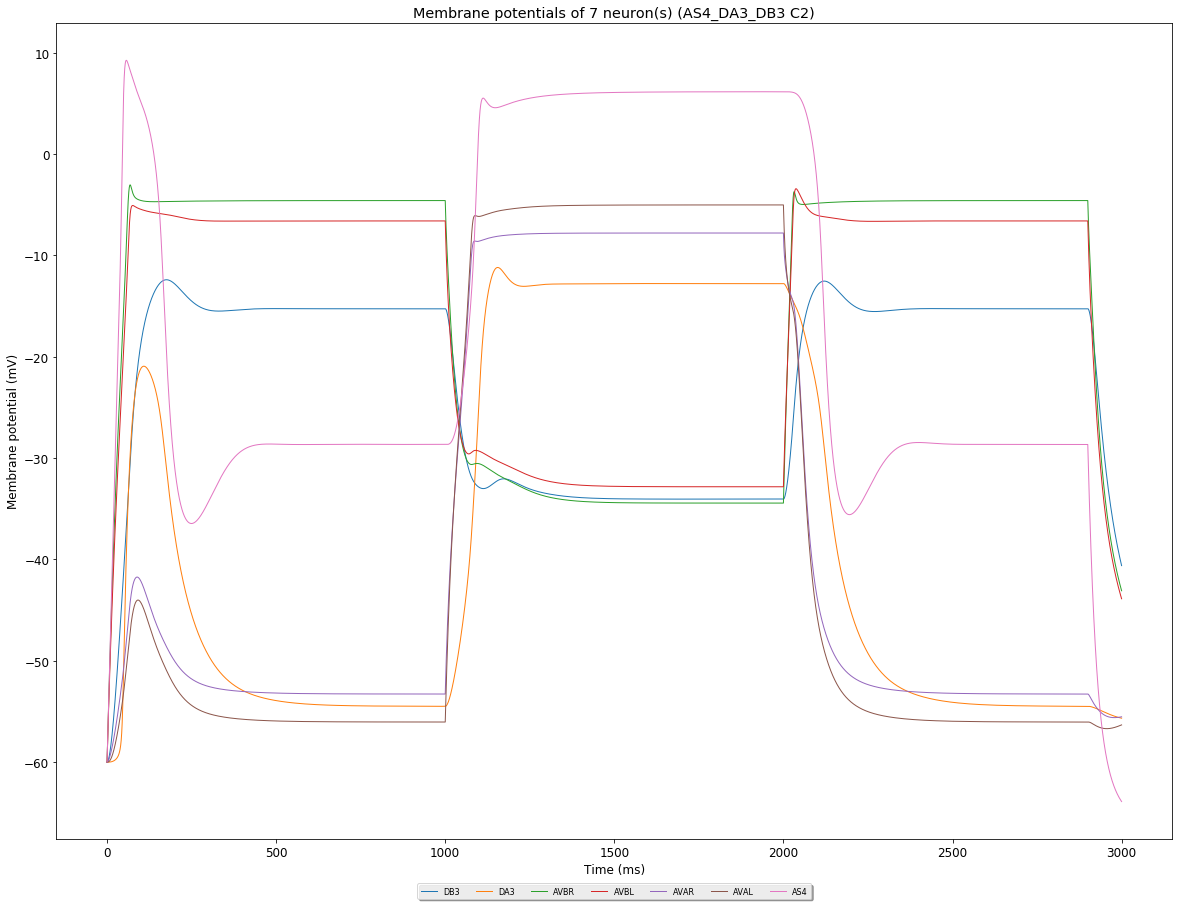 Membrane potentials of 7 neuron(s) (AS4_DA3_DB3 C2)
10
0
−10
−20
−30
−40
−50
−60
Membrane potential (mV)
0 500 1000 1500 2000 2500 3000
Time (ms)
DB3 DA3 AVBR AVBL AVAR AVAL AS4